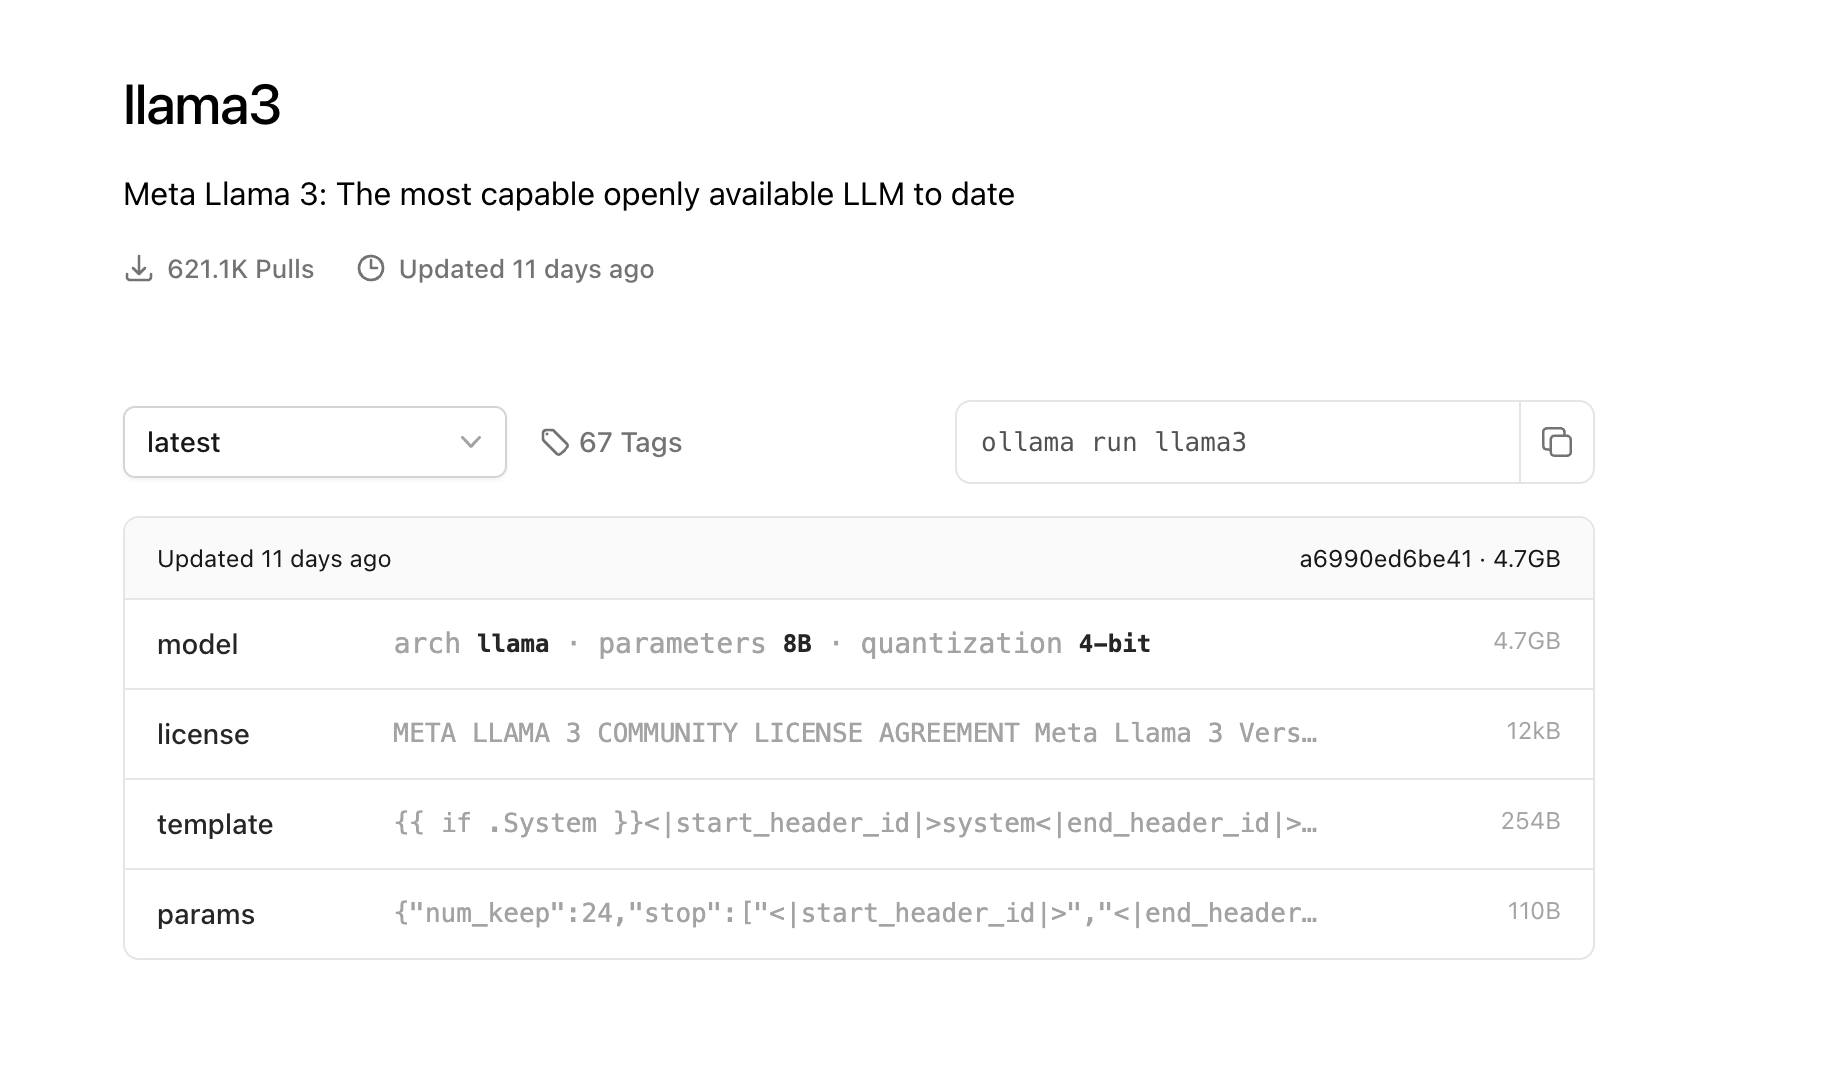 llama3
Meta Llama 3: The most capable openly available LLM to date
621.1K Pulls Updated 11 days ago
latest 67 Tags ollama run llama3
Updated 11 days ago a6990ed6be41 · 4.7GB
model arch llama · parameters 8B · quantization 4-bit 4.7GB
license META LLAMA 3 COMMUNITY LICENSE AGREEMENT Meta Llama 3 Vers… 12kB
template {{ if .System }}<|start_header_id|>system<|end_header_id|>… 254B
params {"num_keep":24,"stop":["<|start_header_id|>","<|end_header… 110B